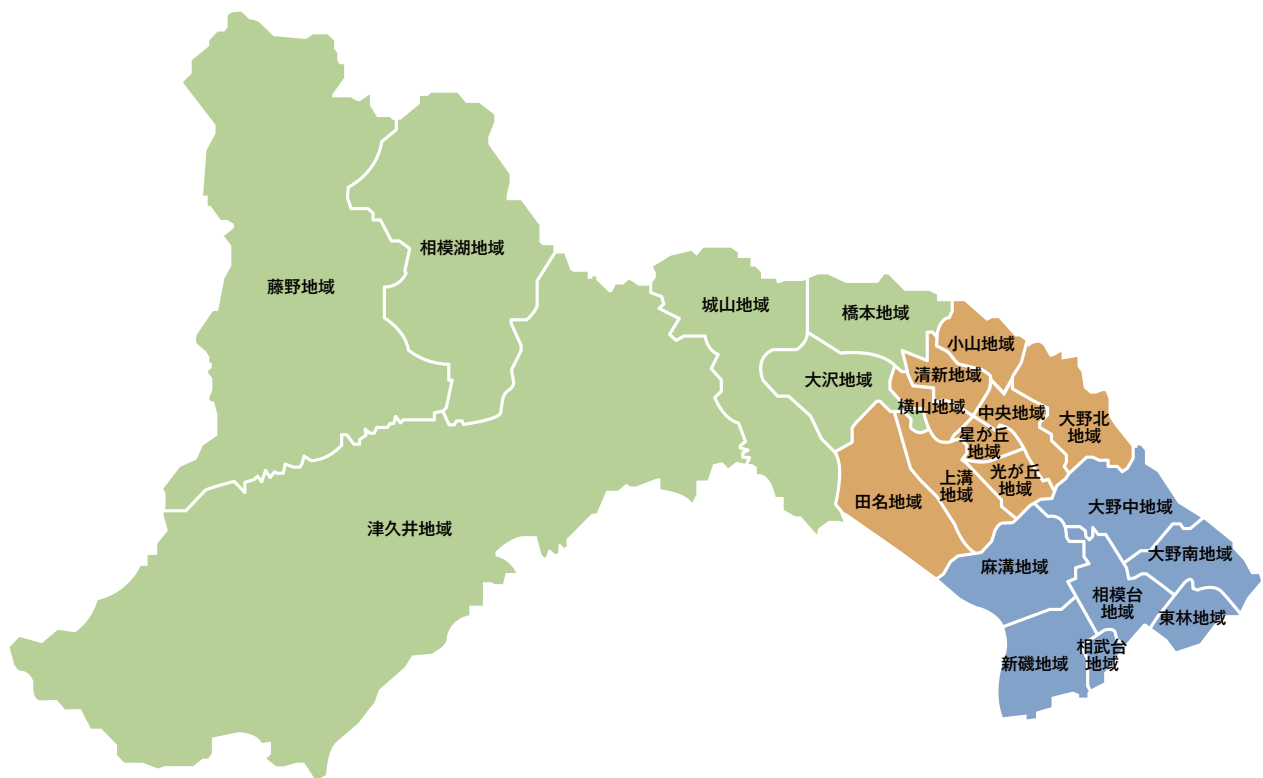 相模湖地域
藤野地域
城山地域
橋本地域
小山地域
大沢地域
清新地域
横山地域
中央地域
大野北
地域
星が丘
地域
光が丘
地域
上溝
地域
田名地域
津久井地域
大野中地域
大野南地域
麻溝地域
相模台
地域
東林地域
相武台
地域
新磯地域